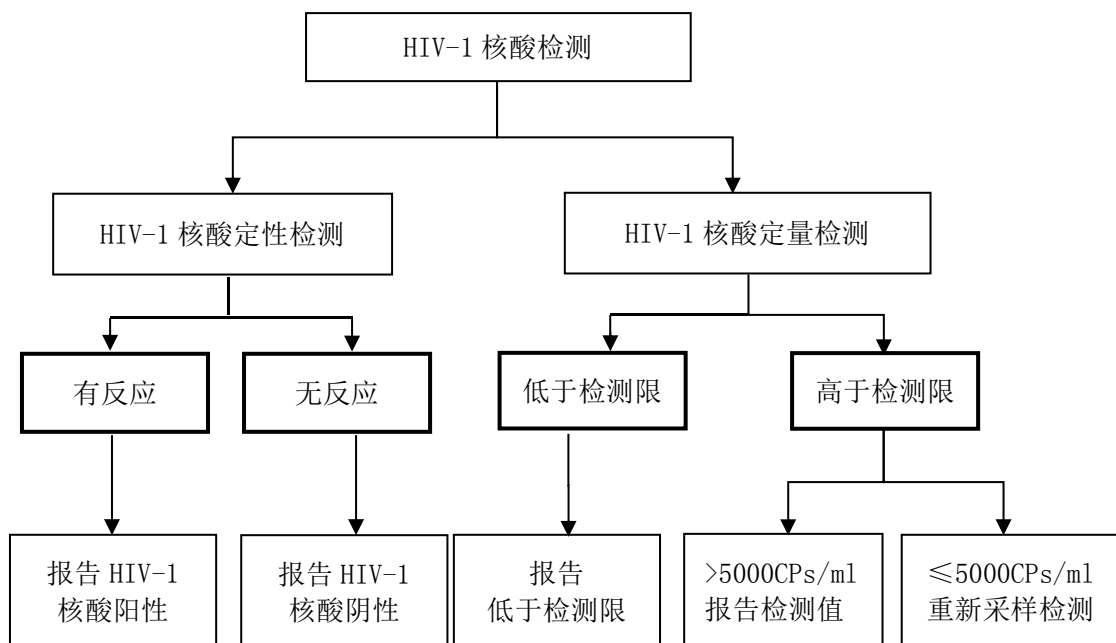 HIV-1 核酸检测
HIV-1 核酸定性检测
HIV-1 核酸定量检测
有反应
无反应
低于检测限
高于检测限
报告 HIV-1
核酸阳性
报告 HIV-1
核酸阴性
报告
低于检测限
>5000CPs/ml
报告检测值
≤5000CPs/ml
重新采样检测